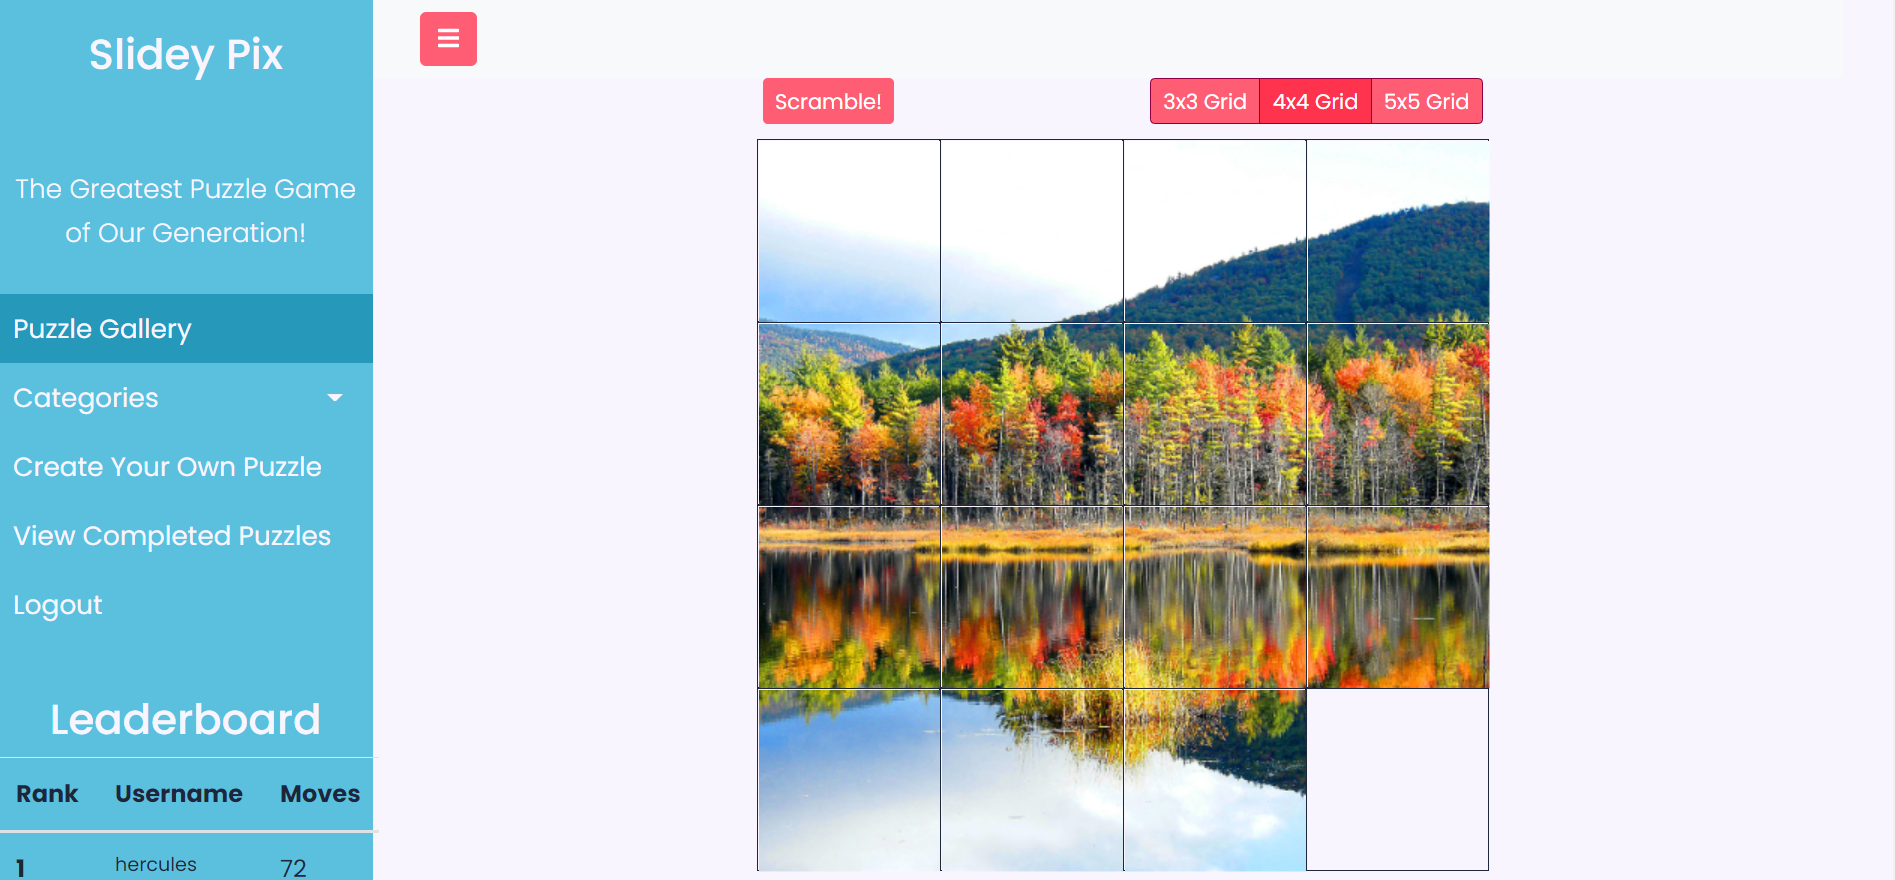 Slidey Pix
The Greatest Puzzle Game
of Our Generation!
Puzzle Gallery
Categories
Create Your Own Puzzle
View Completed Puzzles
Logout
Leaderboard
Rank Username Moves
1 hercules 72
Scramble!
3x3 Grid 4x4 Grid 5x5 Grid